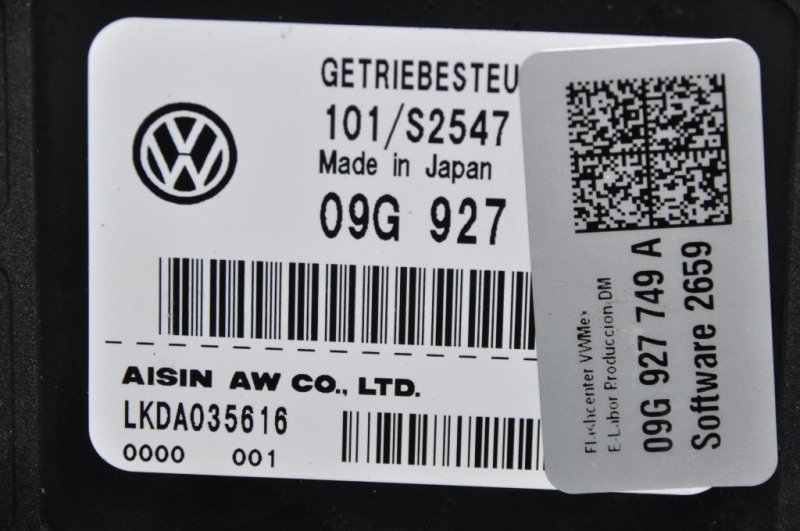 GETRIEBESTEU
101/S2547
Made in Japan
09G 927
AISIN AW CO., LTD.
LKDA035616
0000 001
Flashcenter VWMex
E-Labor Produccion DM
09G 927 749 A
Software 2659